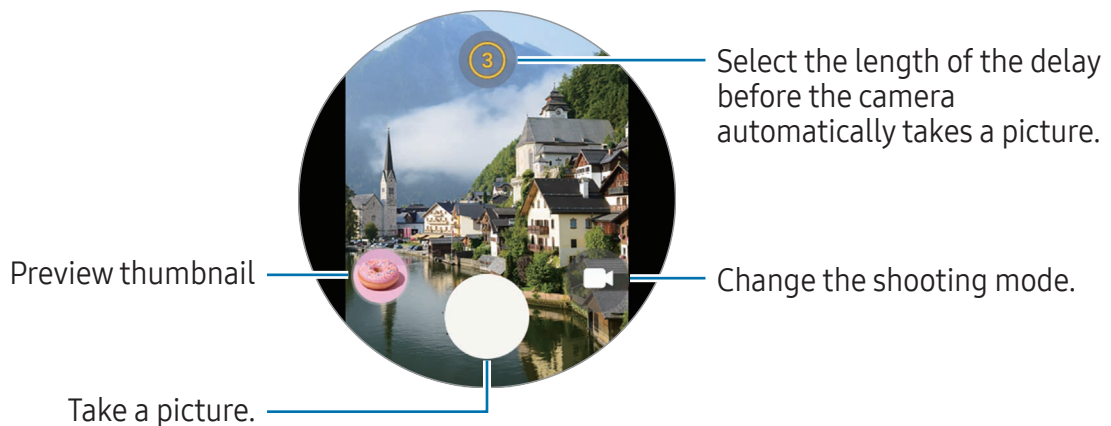 3
Select the length of the delay
before the camera
automatically takes a picture.
Preview thumbnail
Change the shooting mode.
Take a picture.